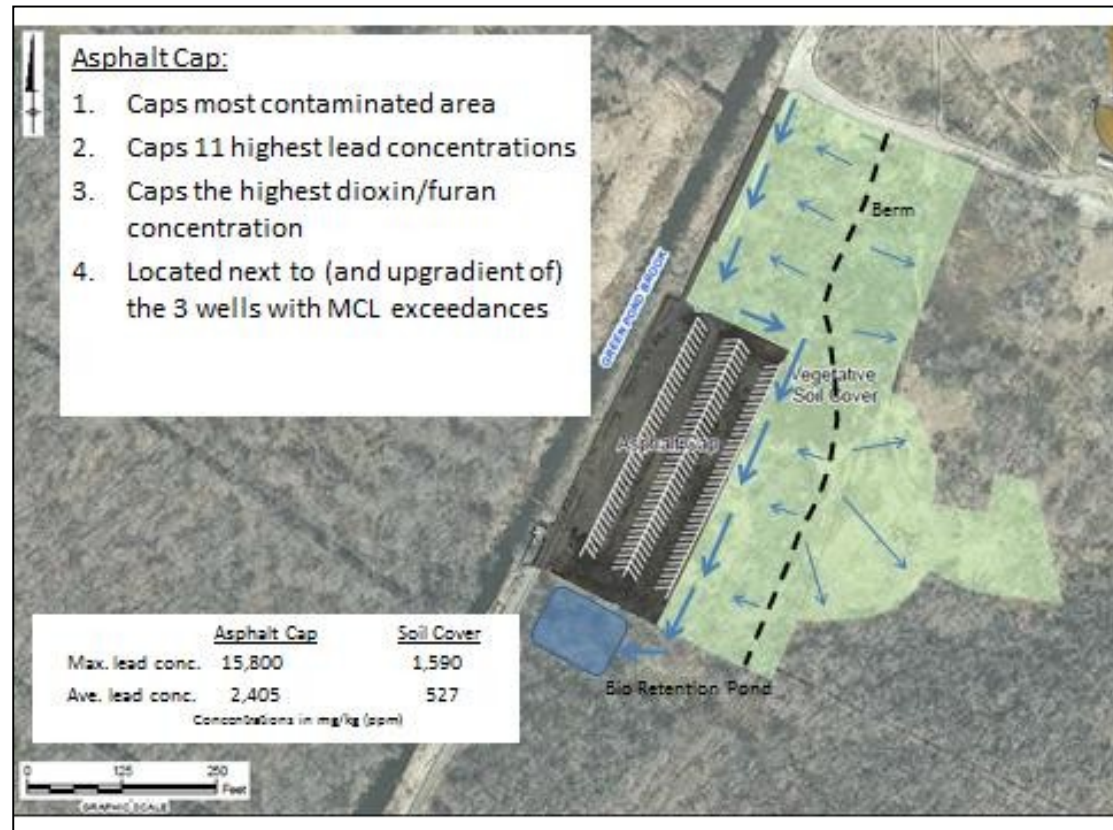 Asphalt Cap:
1. Caps most contaminated area
2. Caps 11 highest lead concentrations
3. Caps the highest dioxin/furan
concentration
4. Located next to (and upgradient of)
the 3 wells with MCL exceedances
Berm
GREEN POND BROOK
Vegetative
Soil Cover
Asphalt Cap
Asphalt Cap Soil Cover
Max. lead conc. 15,800 1,590
Ave. lead conc. 2,405 527
Concentrations in mg/kg (ppm)
Bio Retention Pond
0 125 250
Feet
GRAPHIC SCALE